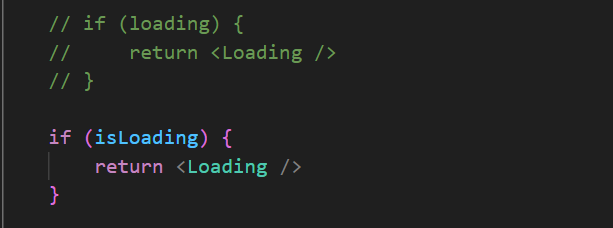 // if (loading) {
//     return <Loading />
// }
if (isLoading) {
    return <Loading />
}